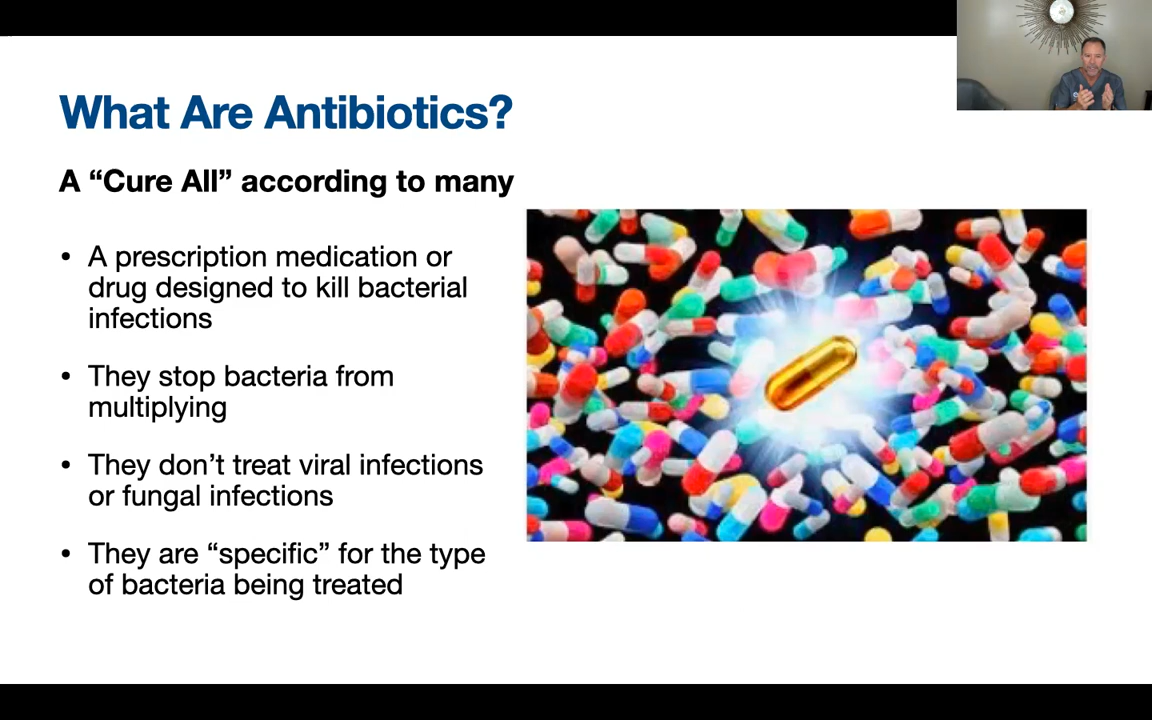 What Are Antibiotics?
A “Cure All” according to many
• A prescription medication or
drug designed to kill bacterial
infections
• They stop bacteria from
multiplying
• They don’t treat viral infections
or fungal infections
• They are “specific” for the type
of bacteria being treated